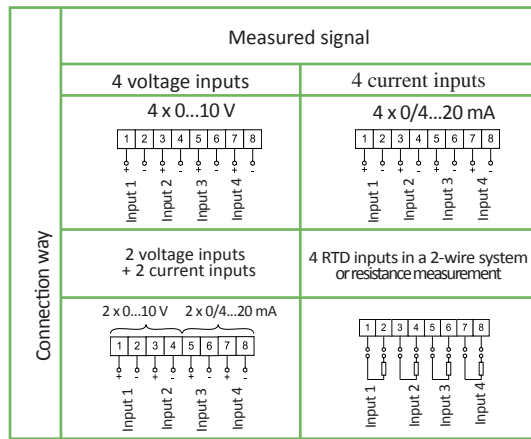 Measured signal
Connection way
4 voltage inputs
4 current inputs
4 x 0...10 V
1 2 3 4 5 6 7 8
+ - + - + - + -
Input 1 Input 2 Input 3 Input 4
4 x 0/4...20 mA
1 2 3 4 5 6 7 8
+ - + - + - + -
Input 1 Input 2 Input 3 Input 4
2 voltage inputs
+ 2 current inputs
4 RTD inputs in a 2-wire system
or resistance measurement
2 x 0...10 V 2 x 0/4...20 mA
1 2 3 4 5 6 7 8
+ - + - + - + -
Input 1 Input 2 Input 3 Input 4
1 2 3 4 5 6 7 8
Input 1 Input 2 Input 3 Input 4